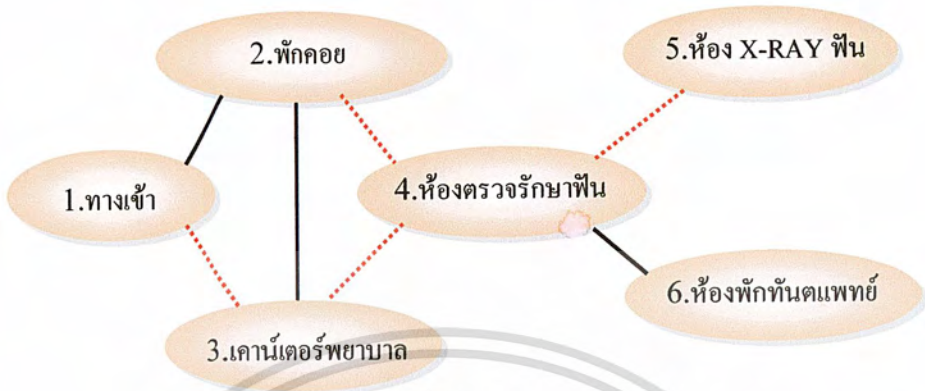 2.พักคอย
5.ห้อง X-RAY ฟัน
1.ทางเข้า
4.ห้องตรวจรักษาฟัน
6.ห้องพักทันตแพทย์
3.เคาน์เตอร์พยาบาล